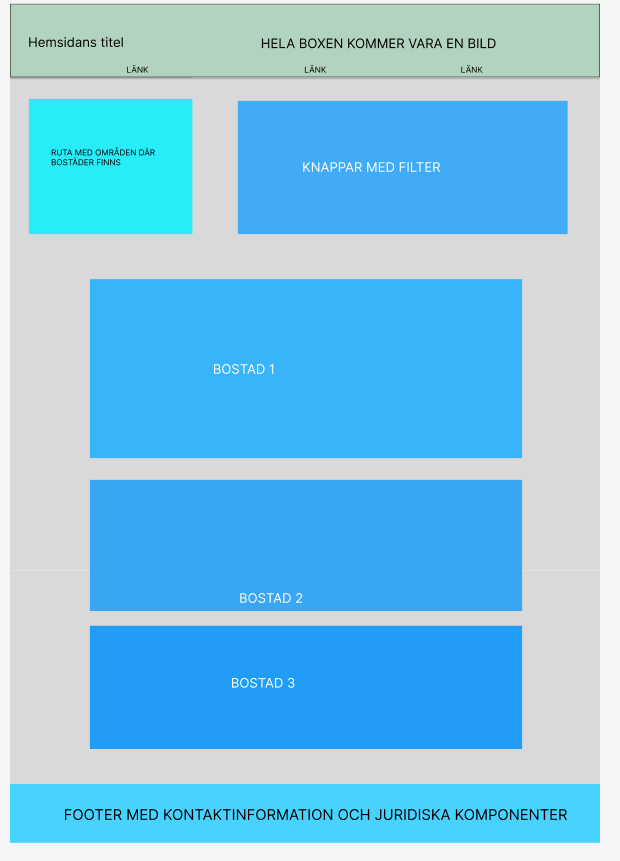 Hemsidans titel
HELA BOXEN KOMMER VARA EN BILD
LÄNK
LÄNK
LÄNK
RUTA MED OMRÅDEN DÄR
BOSTÄDER FINNS
KNAPPAR MED FILTER
BOSTAD 1
BOSTAD 2
BOSTAD 3
FOOTER MED KONTAKTINFORMATION OCH JURIDISKA KOMPONENTER